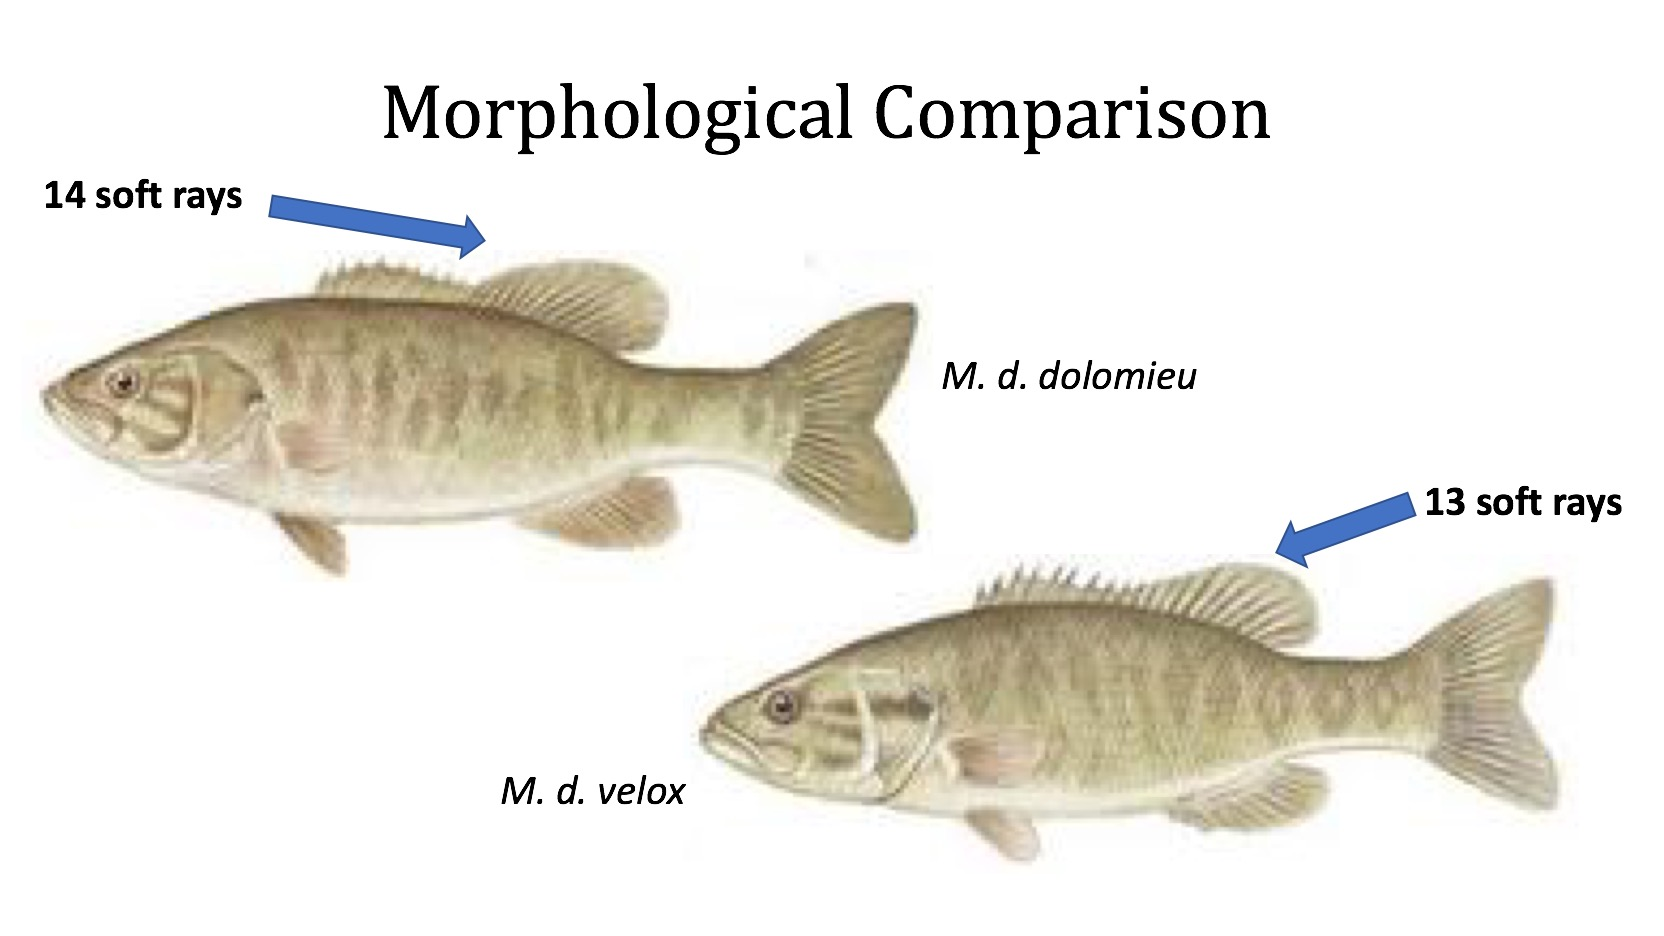 Morphological Comparison
14 soft rays
M. d. dolomieu
13 soft rays
M. d. velox